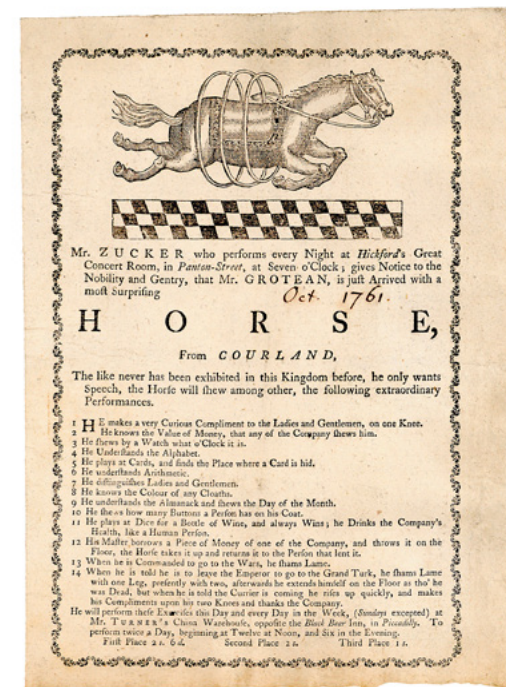 Mr. ZUCKER who performs every Night at Hickford's Great
Concert Room, in Panton-Street, at Seven o'Clock; gives Notice to the
Nobility and Gentry, that Mr. GROTEAN, is just Arrived with a
most Surprising
Oct. 1761.
HORSE,
From COURLAND,
The like never has been exhibited in this Kingdom before, he only wants
Speech, the Horse will shew among other, the following extraordinary
Performances.
1 HE makes a very Curious Compliment to the Ladies and Gentlemen, on one Knee.
2 He knows the Value of Money, that any of the Company shews him.
3 He shews by a Watch what o'Clock it is.
4 He Understands the Alphabet.
5 He plays at Cards, and finds the Place where a Card is hid.
6 He understands Arithmetic.
7 He distinguishes Ladies and Gentlemen.
8 He knows the Colour of any Cloaths.
9 He understands the Almanack and shews the Day of the Month.
10 He shews how many Buttons a Person has on his Coat.
11 He plays at Dice for a Bottle of Wine, and always Wins; he Drinks the Company's
Health, like a Human Person.
12 His Master borrows a Piece of Money of one of the Company, and throws it on the
Floor, the Horse takes it up and returns it to the Person that lent it.
13 When he is Commanded to go to the Wars, he shams Lame.
14 When he is told he is to leave the Emperor to go to the Grand Turk, he shams Lame
with one Leg, presently with two, afterwards he extends himself on the Floor as tho' he
was Dead, but when he is told the Currier is coming he rises up quickly, and makes
his Compliments upon his two Knees and thanks the Company.
He will perform these Exercises this Day and every Day in the Week, (Sundays excepted) at
Mr. TURNER's China Warehouse, opposite the Black Bear Inn, in Piccadilly. To
perform twice a Day, beginning at Twelve at Noon, and Six in the Evening.
First Place 2s. 6d. Second Place 2s. Third Place 1s.